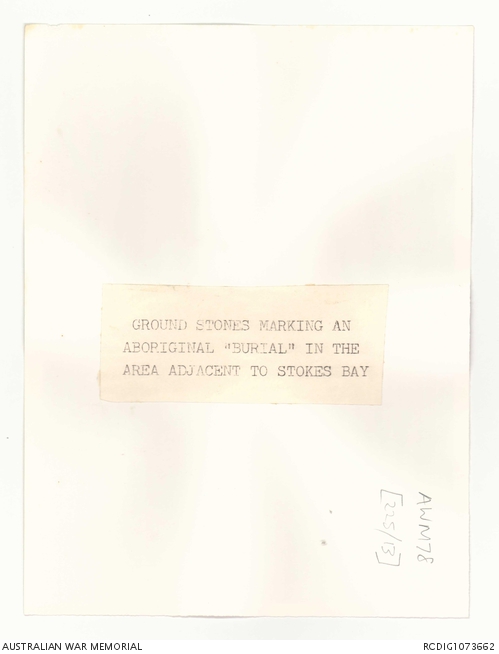 GROUND STONES MARKING AN
ABORIGINAL "BURIAL" IN THE
AREA ADJACENT TO STOKES BAY
AWM78
[225/13]
AUSTRALIAN WAR MEMORIAL
RCDIG1073662